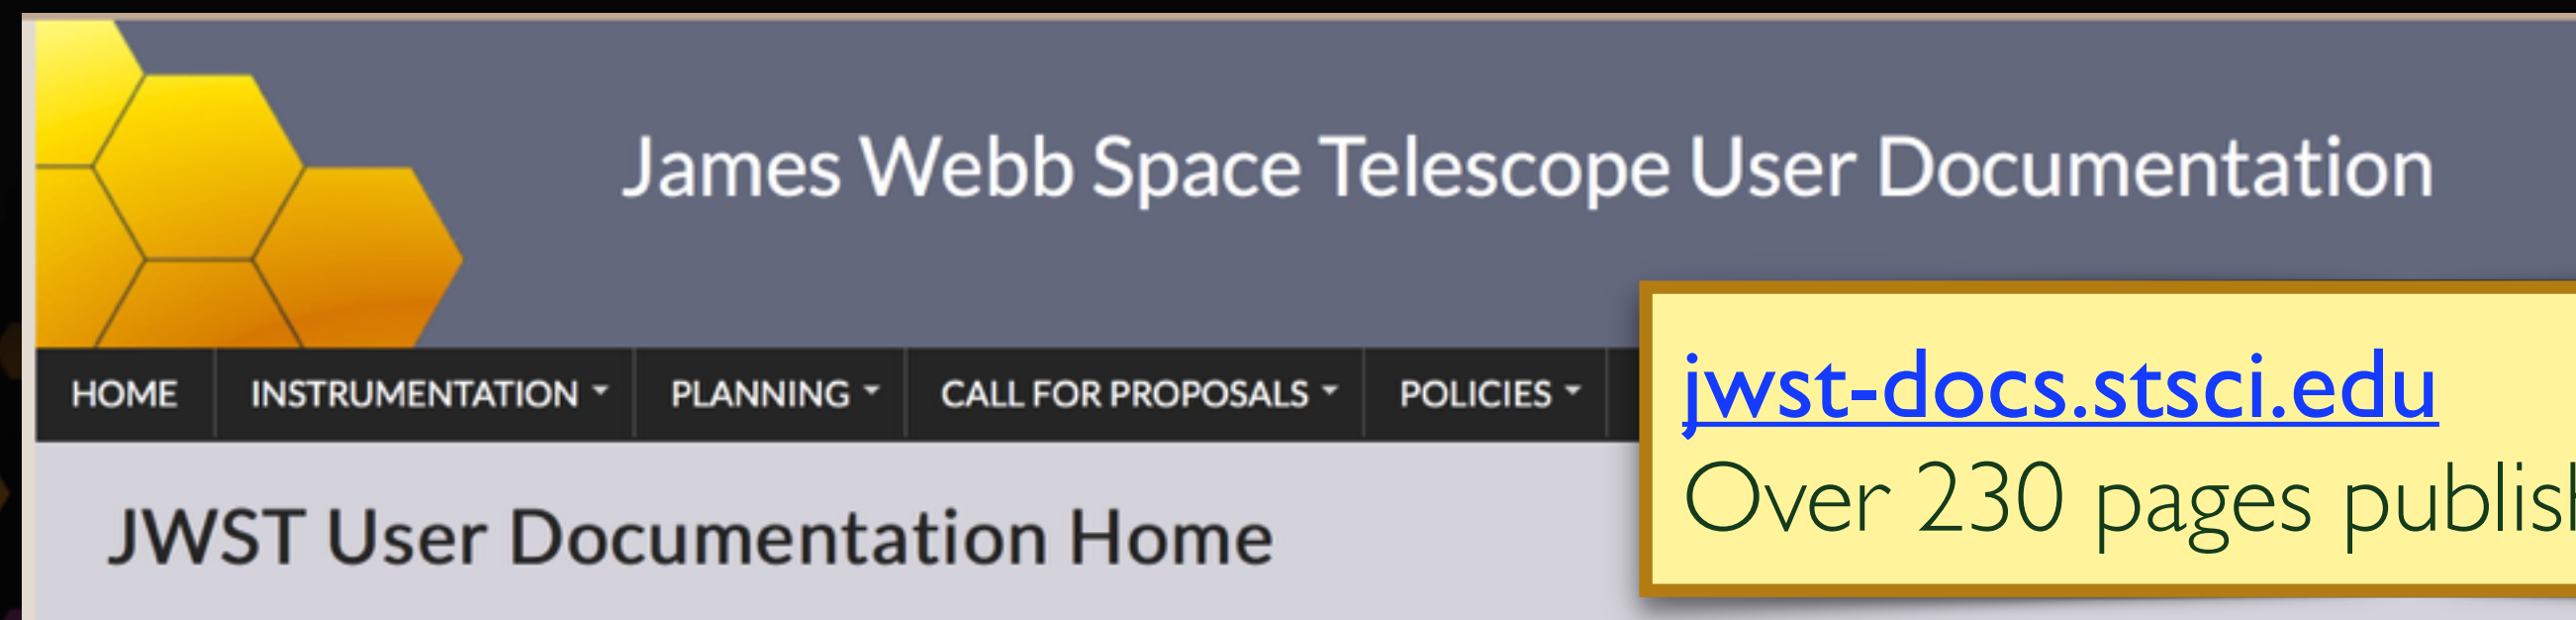 James Webb Space Telescope User Documentation
HOME INSTRUMENTATION PLANNING CALL FOR PROPOSALS POLICIES
jwst-docs.stsci.edu
Over 230 pages
JWST User Documentation Home